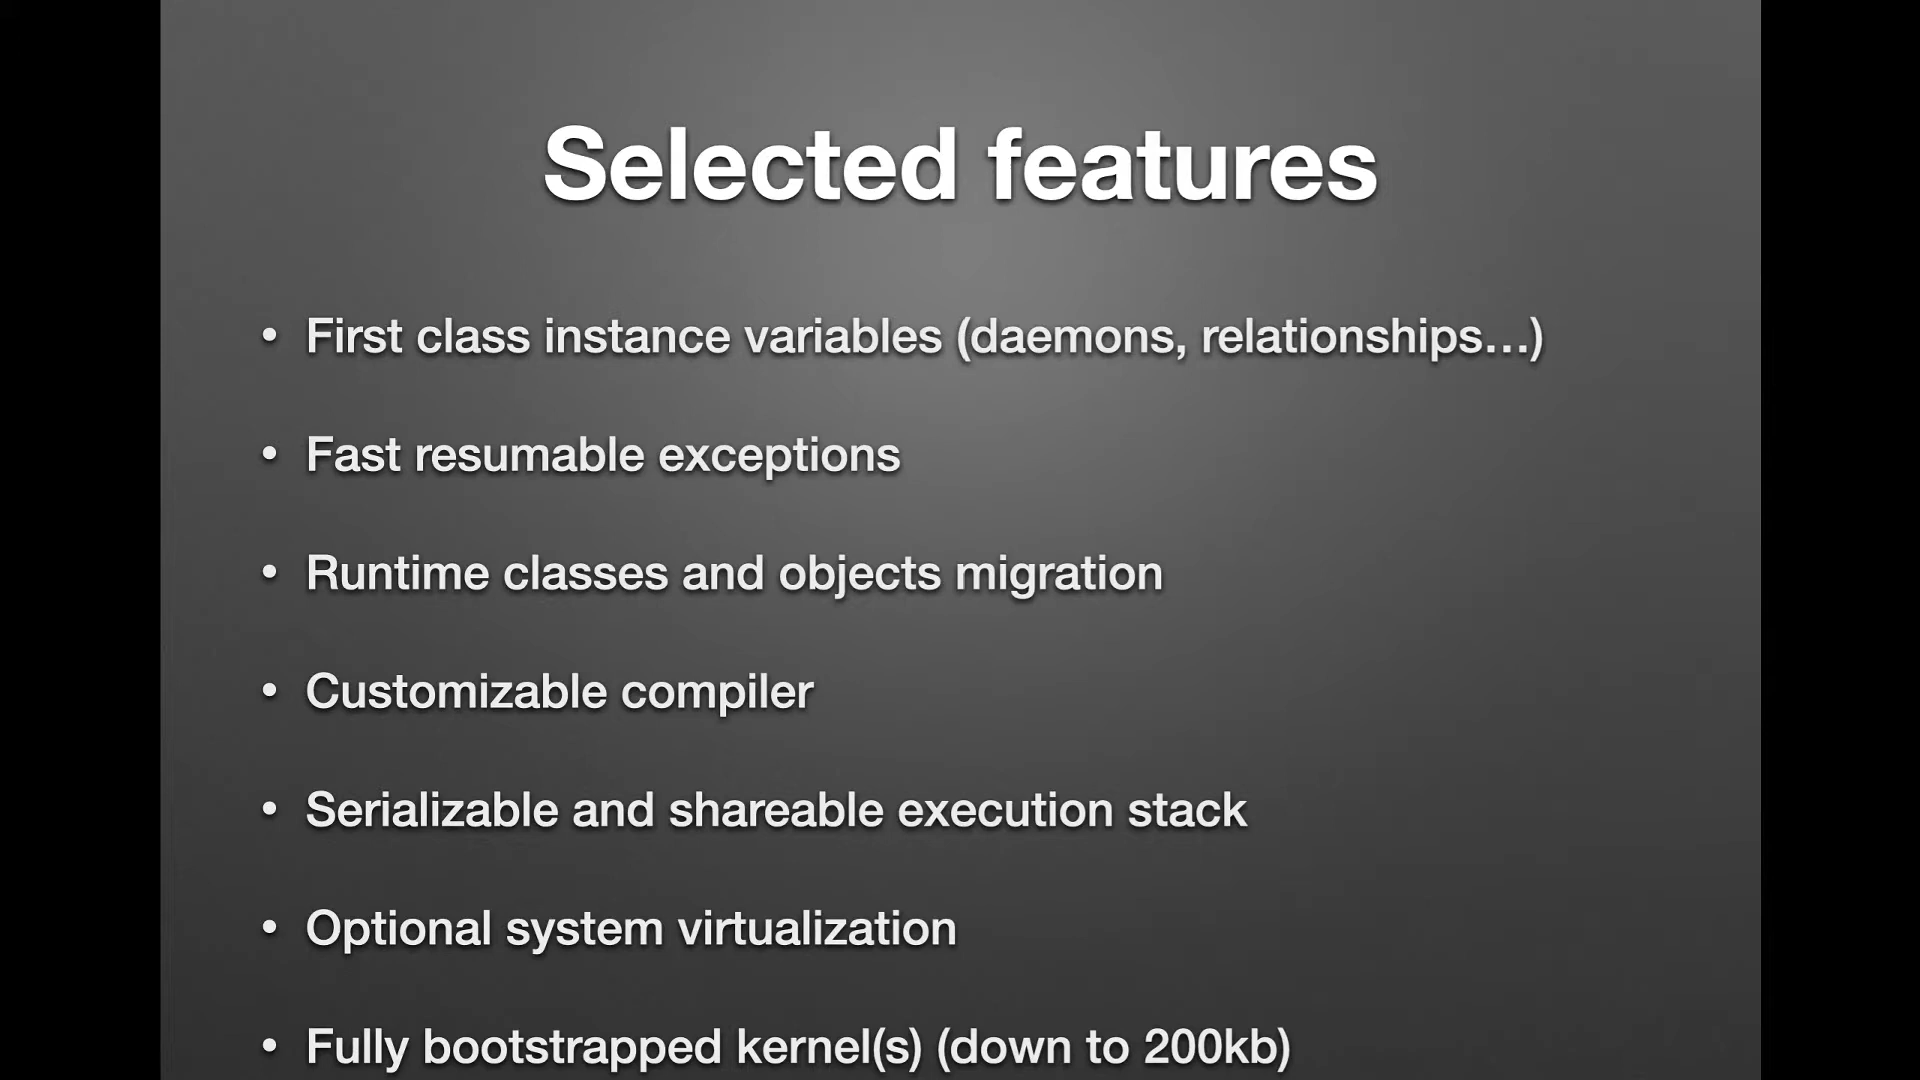 Selected features
• First class instance variables (daemons, relationships…)
• Fast resumable exceptions
• Runtime classes and objects migration
• Customizable compiler
• Serializable and shareable execution stack
• Optional system virtualization
• Fully bootstrapped kernel(s) (down to 200kb)